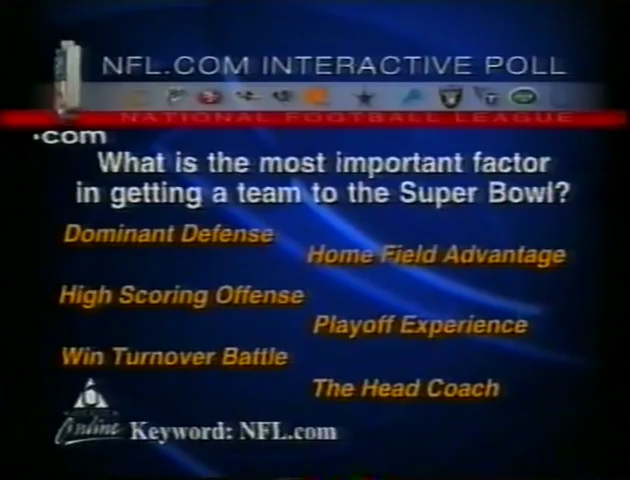 NFL.COM INTERACTIVE POLL
NATIONAL FOOTBALL LEAGUE
.com
What is the most important factor
in getting a team to the Super Bowl?
Dominant Defense
Home Field Advantage
High Scoring Offense
Playoff Experience
Win Turnover Battle
The Head Coach
Online
Keyword: NFL.com